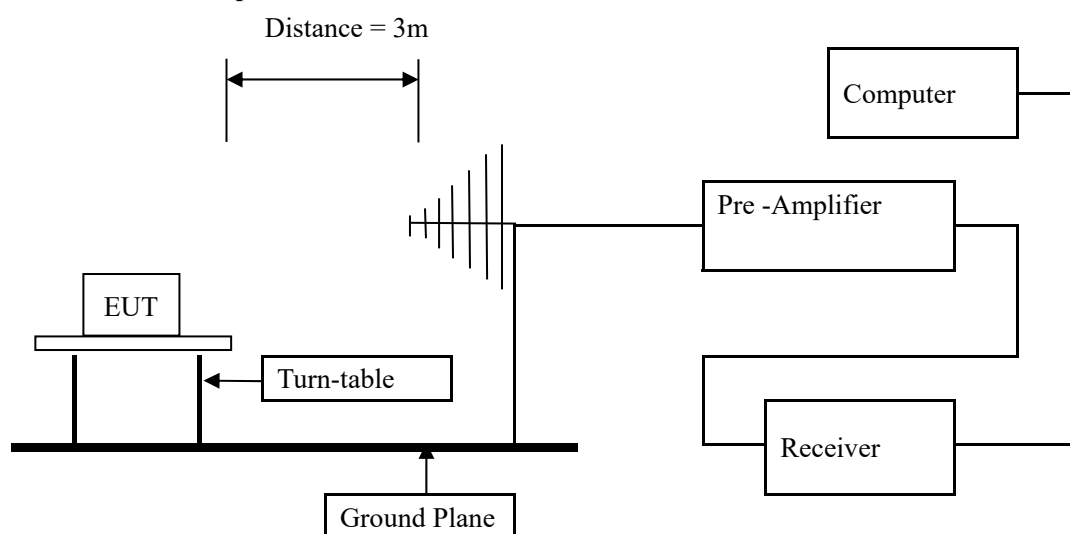 Distance = 3m
Computer
Pre -Amplifier
EUT
Turn-table
Receiver
Ground Plane